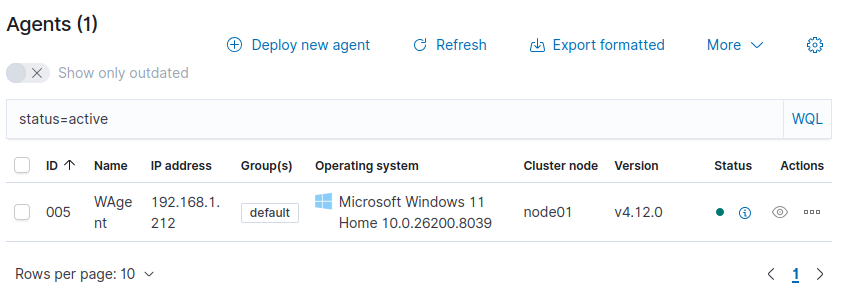 Agents (1)
Deploy new agent Refresh Export formatted More
Show only outdated
status=active WQL
ID Name IP address Group(s) Operating system Cluster node Version Status Actions
005 WAge 192.168.1. default Microsoft Windows 11 node01 v4.12.0
nt 212 Home 10.0.26200.8039
Rows per page: 10 1